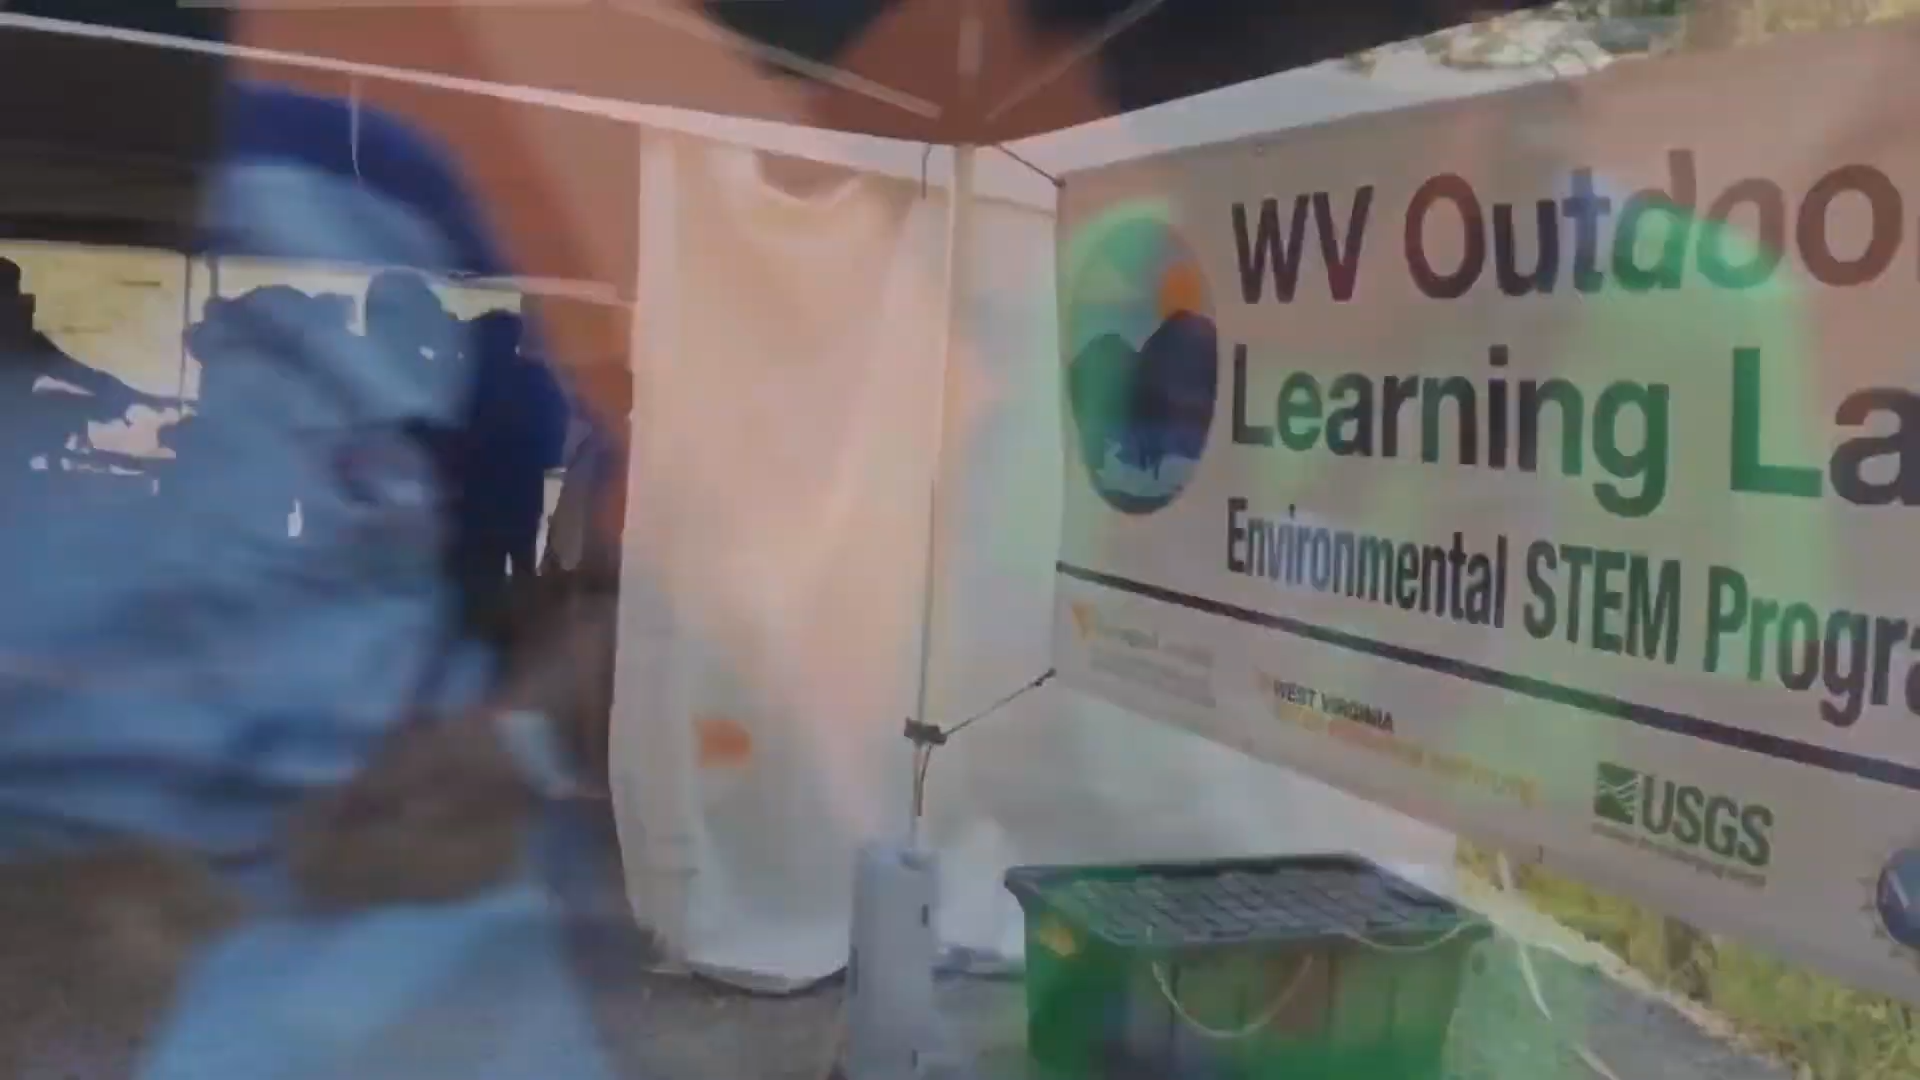 WV Outdoo
Learning La
Environmental STEM Progra
WEST VIRGINIA
USGS